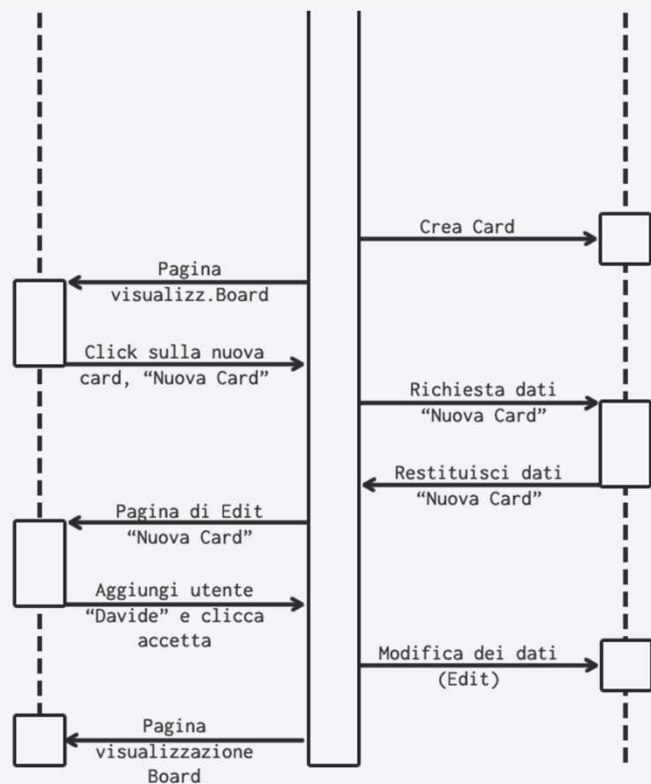 Crea Card
Pagina
visualizz.Board
Click sulla nuova
card, “Nuova Card”
Richiesta dati
“Nuova Card”
Restituisci dati
“Nuova Card”
Pagina di Edit
“Nuova Card”
Aggiungi utente
“Davide” e clicca
accetta
Modifica dei dati
(Edit)
Pagina
visualizzazione
Board